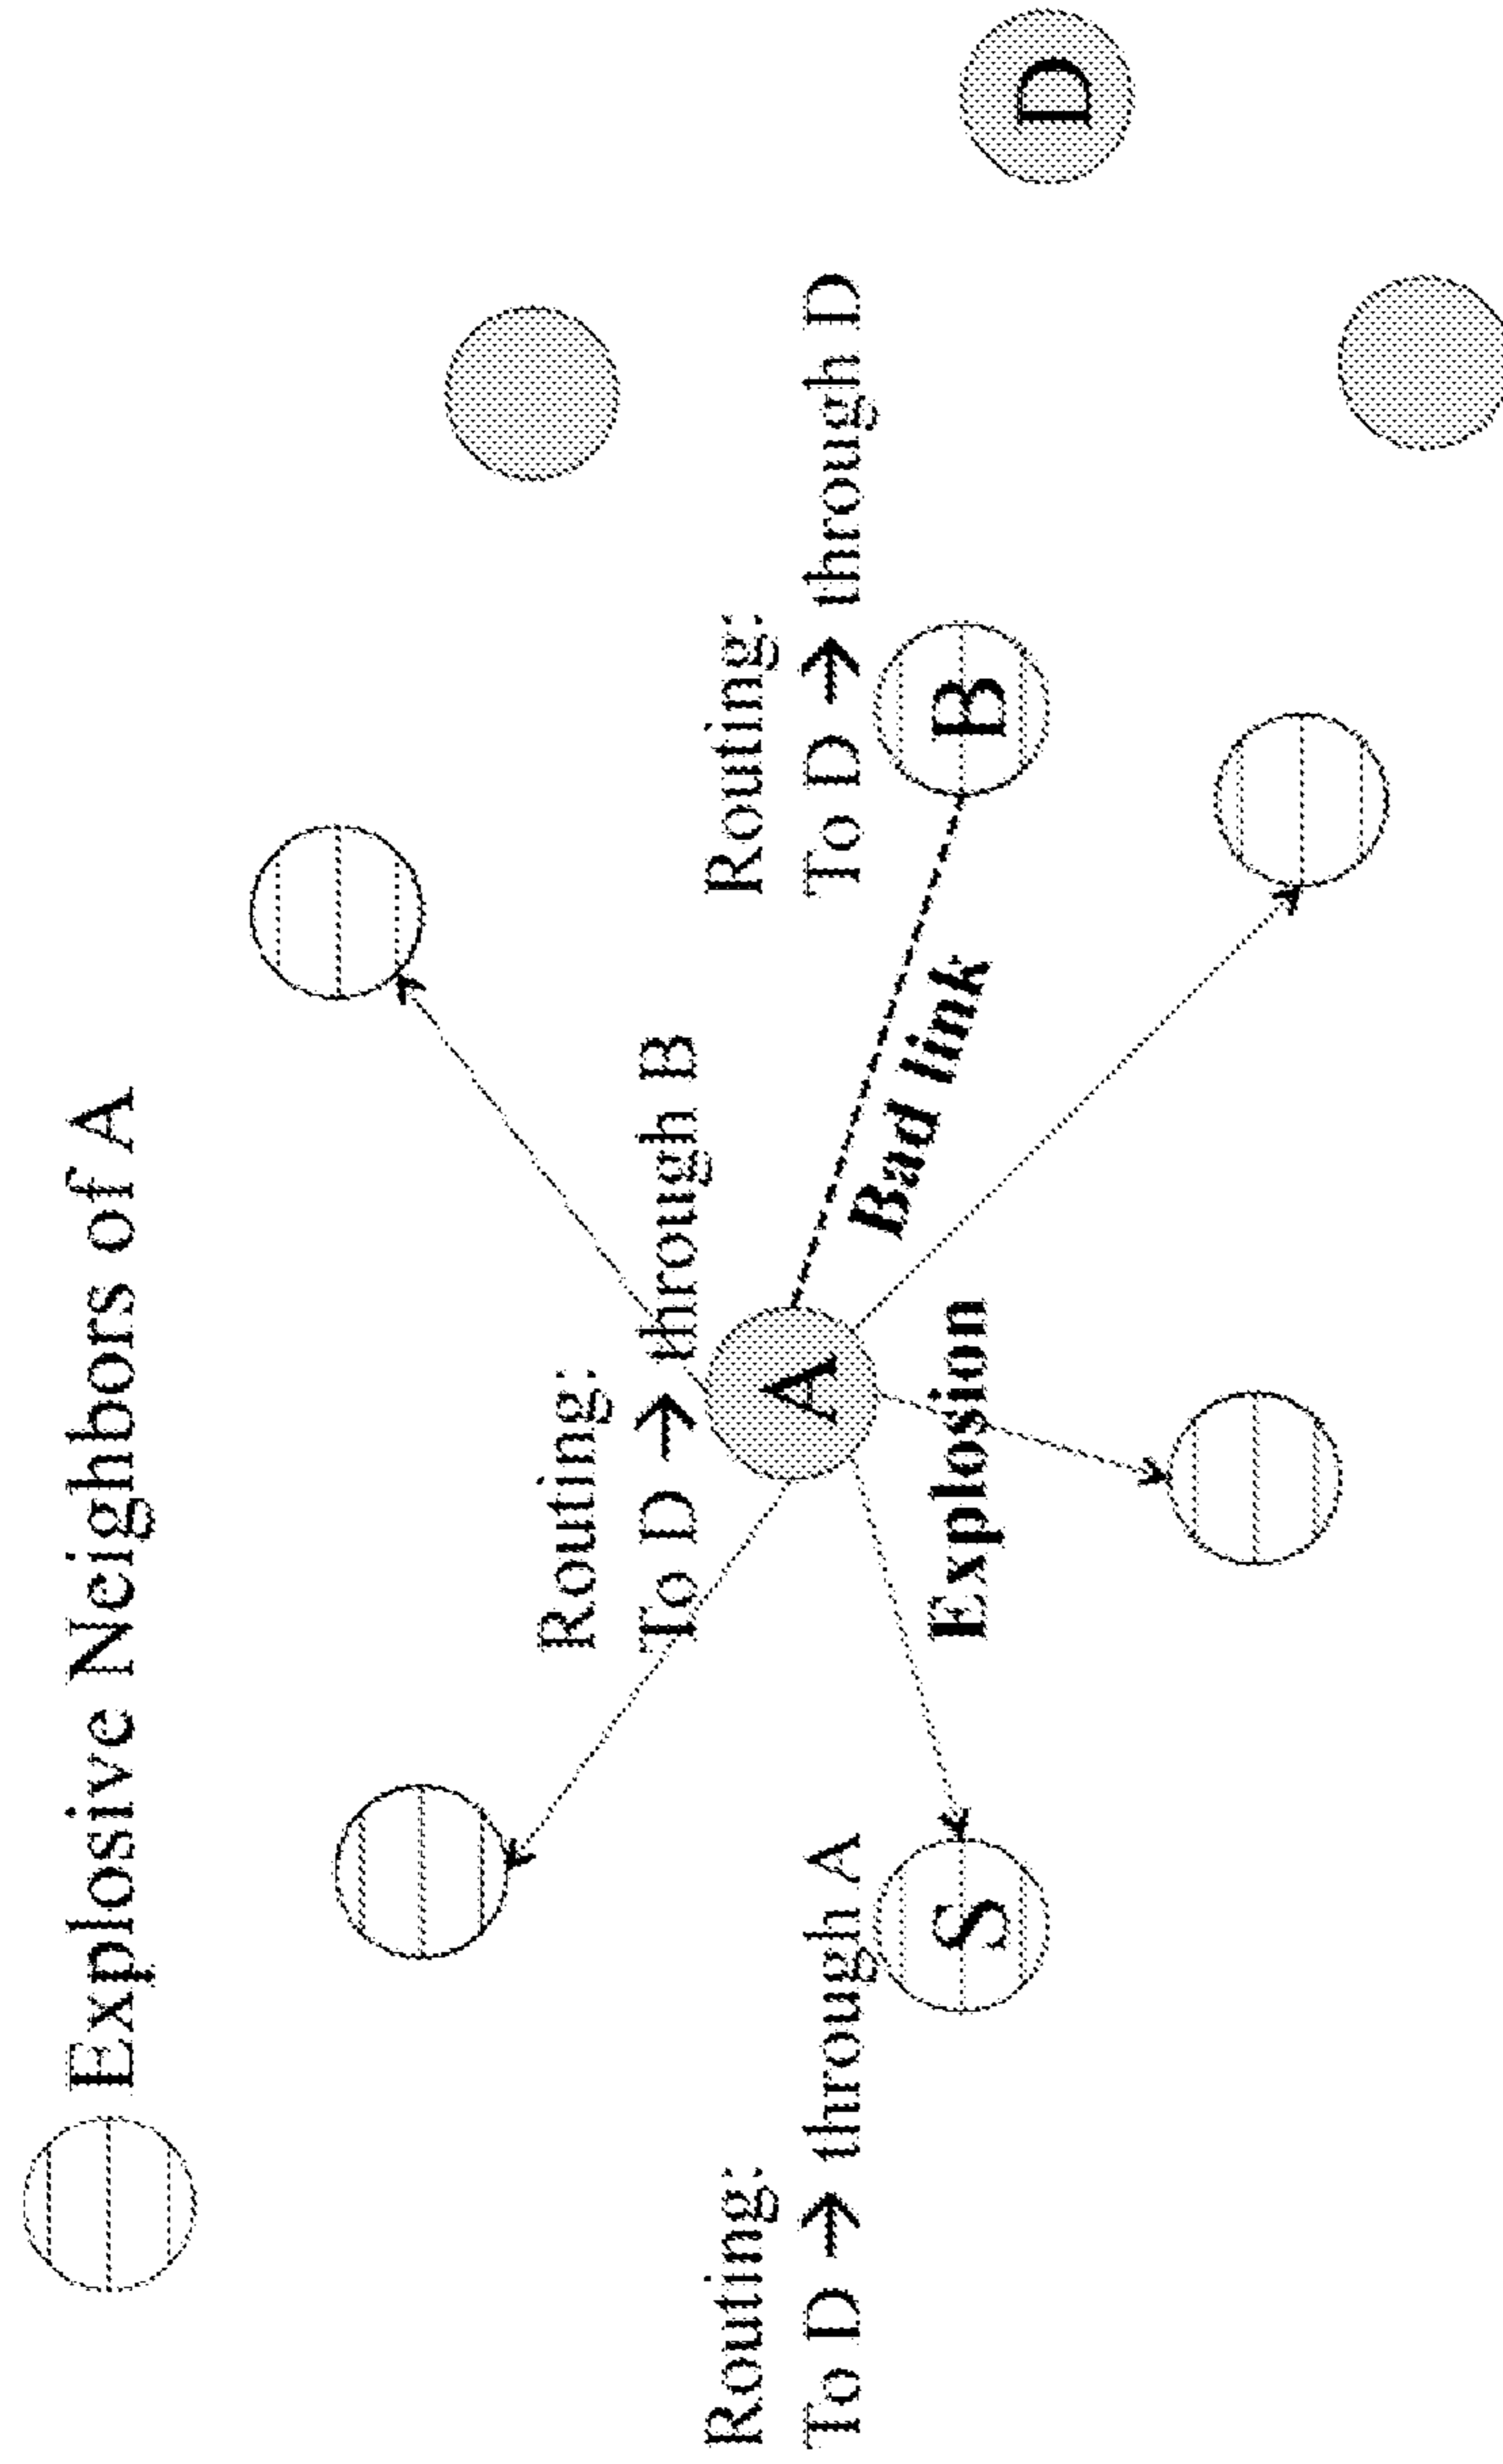 Explosive Neighbors of A
Routing:
To D → through B
Routing:
To D → through A
Routing:
To D → through D
A
Bad link
B
S
Explosion
D